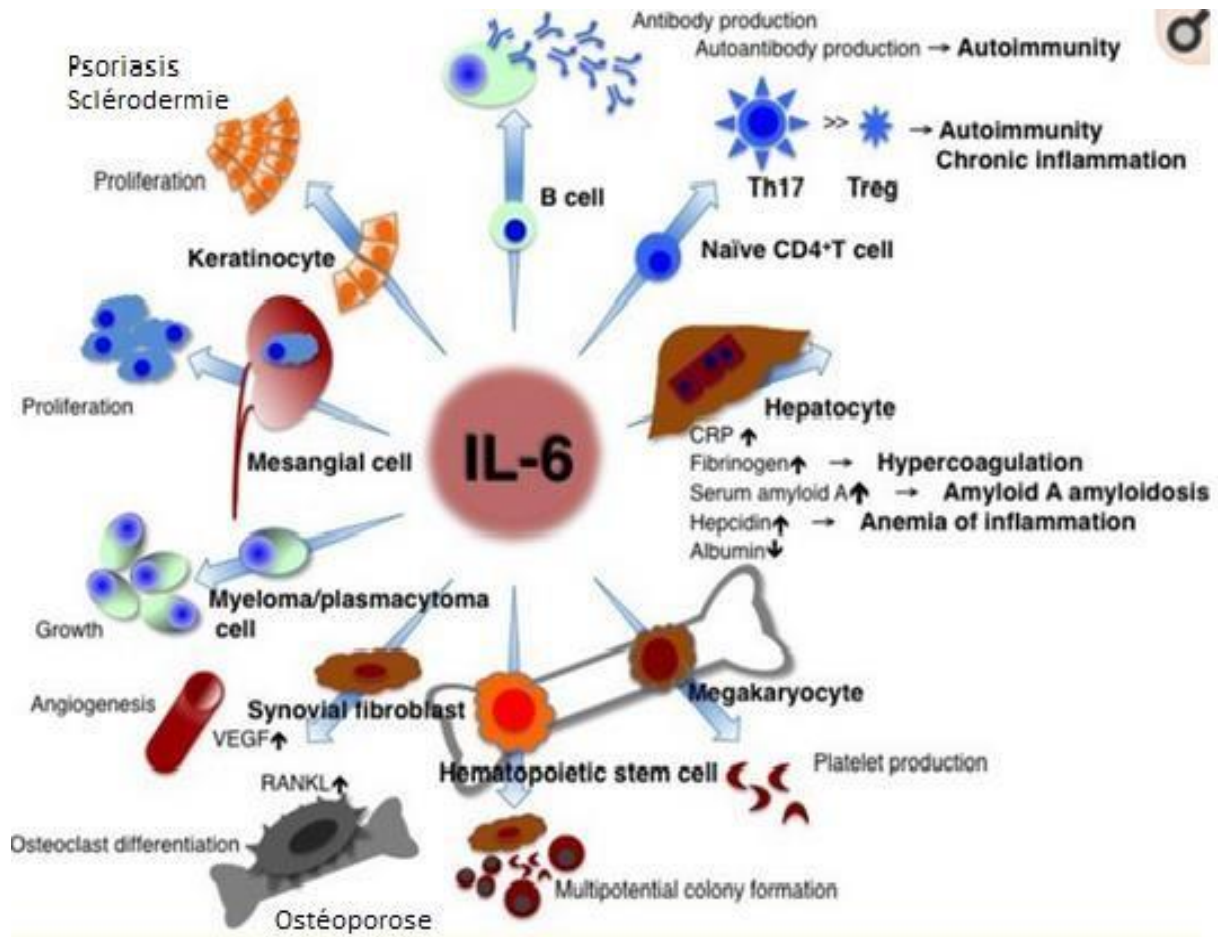 Antibody production
Autoantibody production → Autoimmunity
Psoriasis
Sclérodermie
>>
→ Autoimmunity
Chronic inflammation
Th17
Treg
Proliferation
B cell
Naïve CD4⁺T cell
Keratinocyte
Proliferation
Mesangial cell
IL-6
Hepatocyte
CRP ↑
Fibrinogen↑ → Hypercoagulation
Serum amyloid A↑ → Amyloid A amyloidosis
Hepcidin↑ → Anemia of inflammation
Albumin↓
Myeloma/plasmacytoma
cell
Growth
Angiogenesis
Synovial fibroblast
VEGF↑
Megakaryocyte
Hematopoietic stem cell
Platelet production
RANKL↑
Osteoclast differentiation
Multipotential colony formation
Ostéoporose